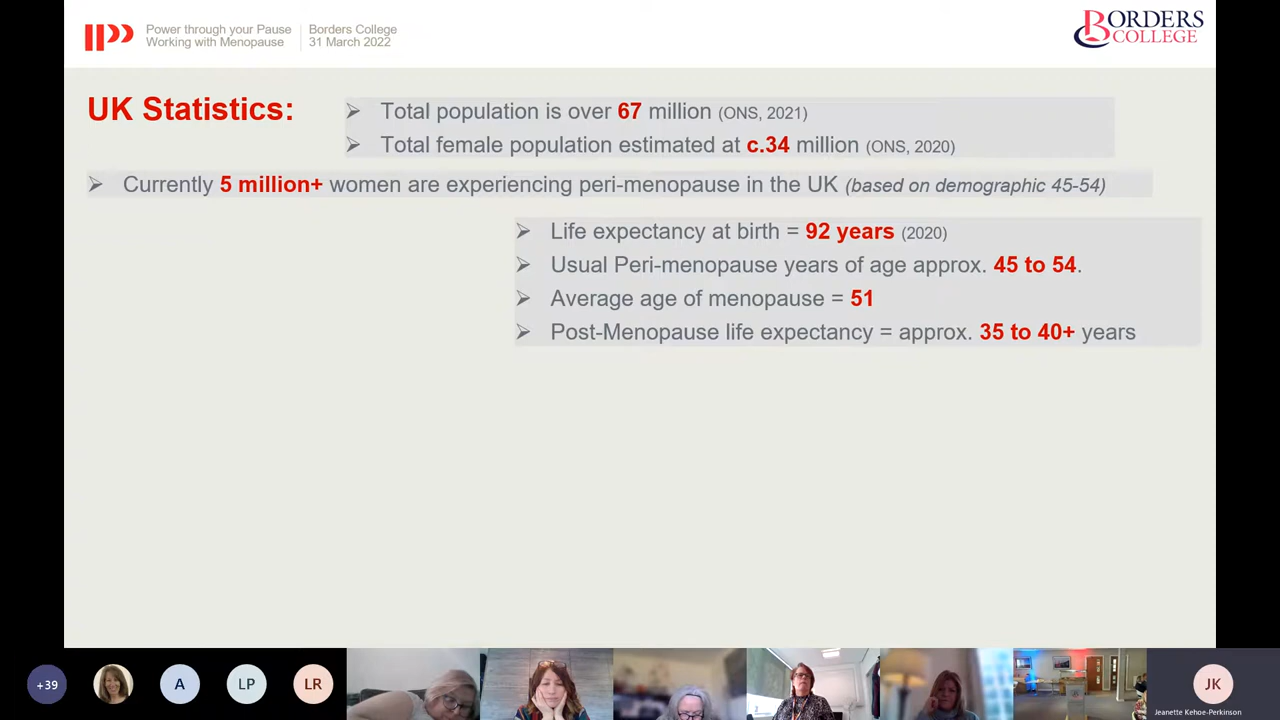 Power through your Pause
Working with Menopause
Borders College
31 March 2022
BORDERS
COLLEGE
UK Statistics:
Total population is over 67 million (ONS, 2021)
Total female population estimated at c.34 million (ONS, 2020)
Currently 5 million+ women are experiencing peri-menopause in the UK (based on demographic 45-54)
Life expectancy at birth = 92 years (2020)
Usual Peri-menopause years of age approx. 45 to 54.
Average age of menopause = 51
Post-Menopause life expectancy = approx. 35 to 40+ years
+39
A
LP
LR
JK
Jeanette Kehoe-Perkinson